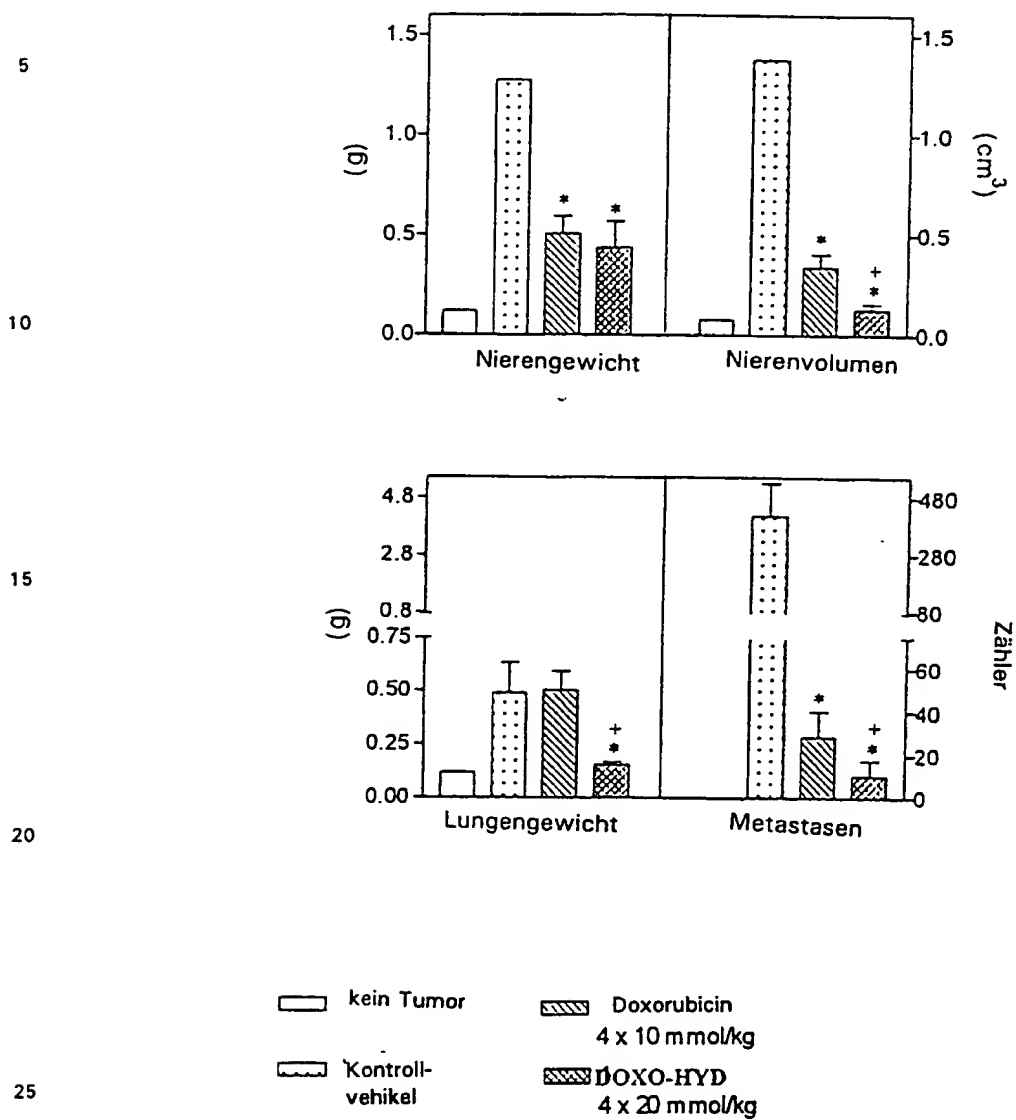 5
10
15
20
25
1.5
1.0
0.5
0.0
(g)
* *
Nierengewicht
1.5
1.0
0.5
0.0
(cm³)
*
+
*
Nierenvolumen
4.8
2.8
0.8
0.75
0.50
0.25
0.00
(g)
+
*
Lungengewicht
480
280
80
60
40
20
0
Zähler
*
+
*
Metastasen
kein Tumor
Kontroll-
vehikel
Doxorubicin
4 x 10 mmol/kg
DOXO-HYD
4 x 20 mmol/kg